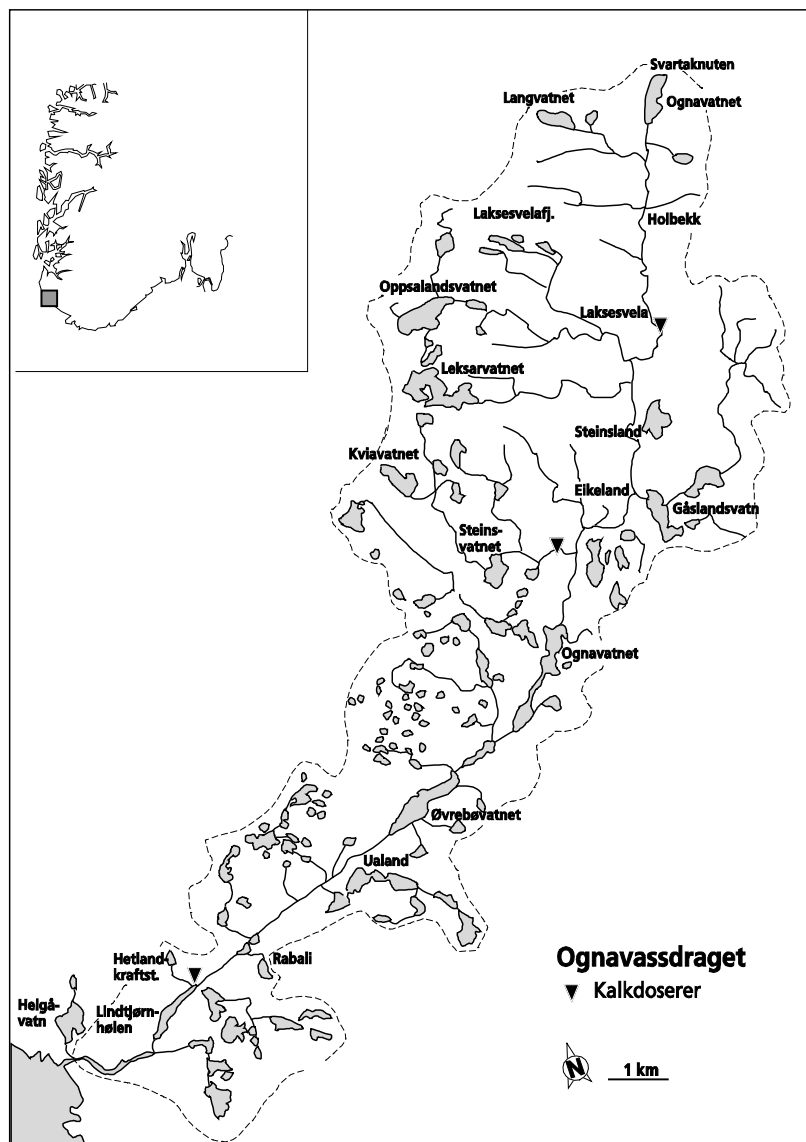 Svartaknuten
Langvatnet
Ognavatnet
Laksesvelafj.
Holbekk
Oppsalandsvatnet
Laksesvela
Leksarvatnet
Steinsland
Kviavatnet
Eikeland
Gåslandsvatn
Steins-
vatnet
Ognavatnet
Øvrebøvatnet
Ualand
Hetland-
kraftst.
Rabali
Helgå-
vatn
Lindtjørn-
hølen
Ognavassdraget
Kalkdoserer
N
1 km